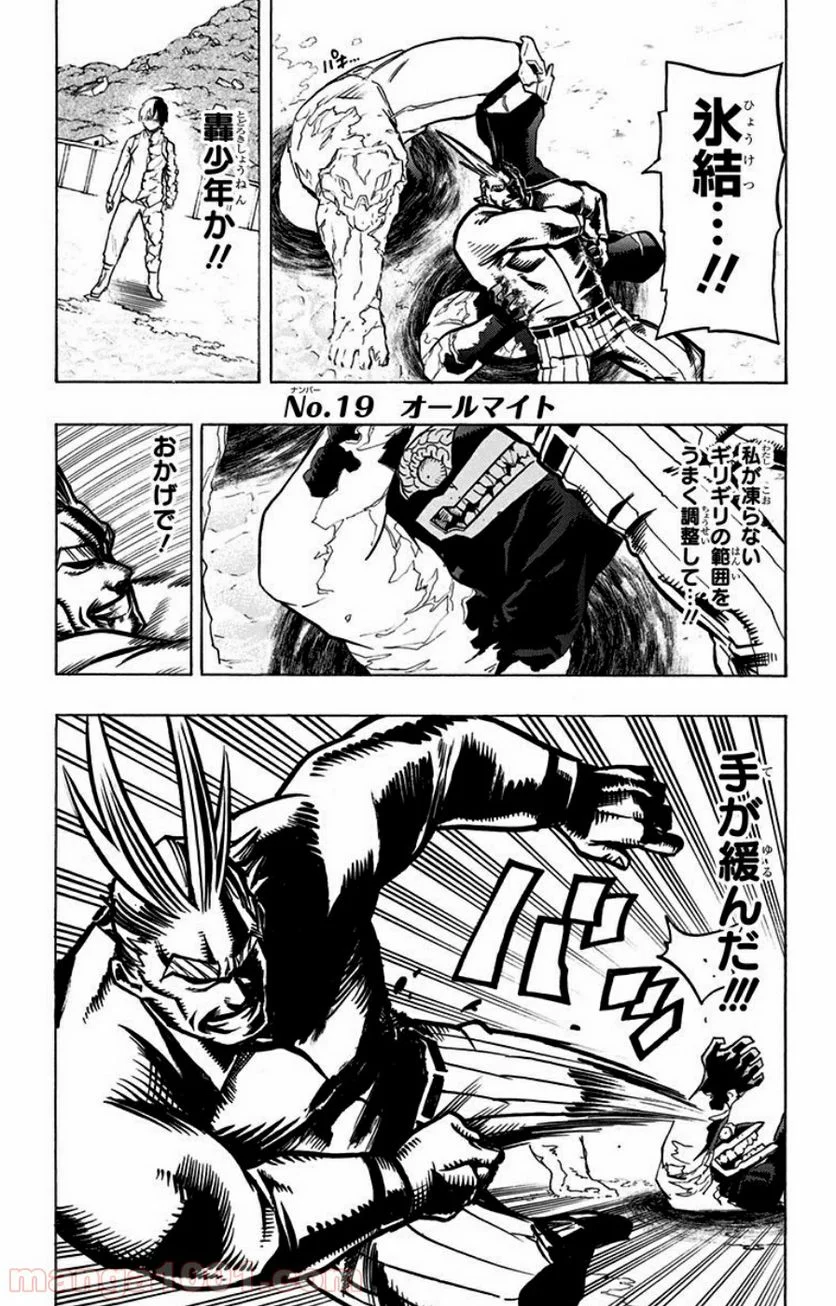 氷結…!!
パキ…
轟少年か!!
No.19 オールマイト
私が凍らない
ギリギリの範囲を
うまく調整して…!!
おかげで!
手が緩んだ!!!
バッ
manga1001.com